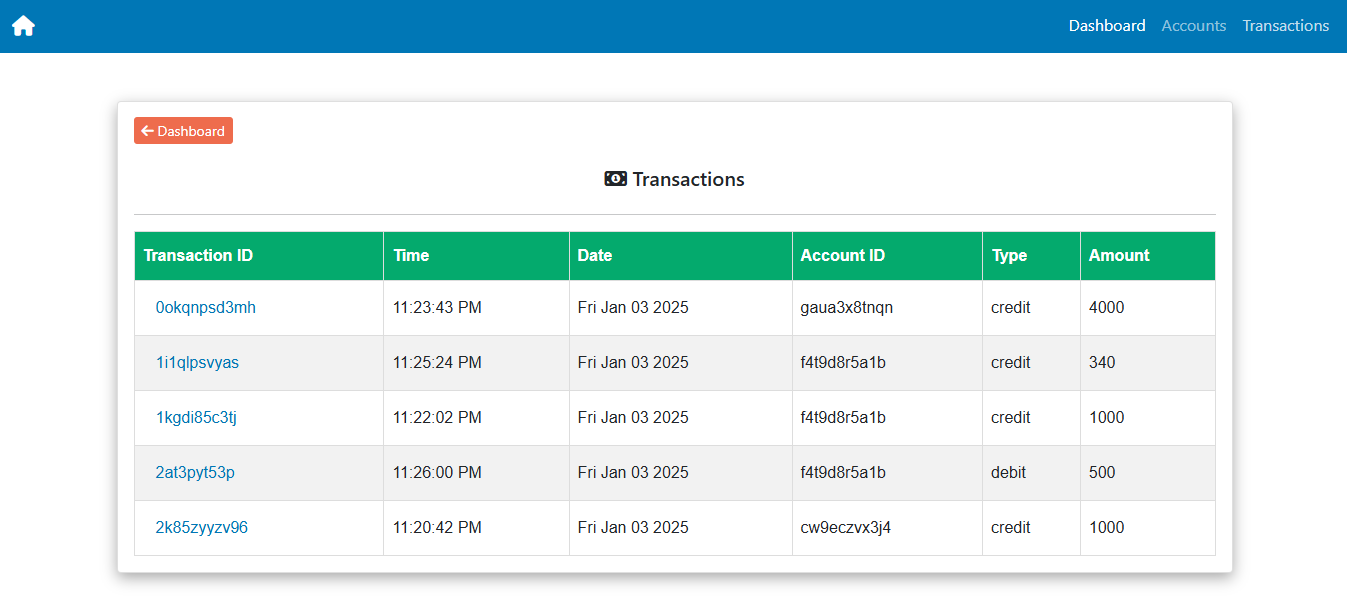 Dashboard Accounts Transactions
Dashboard
Transactions
Transaction ID Time Date Account ID Type Amount
0okqnpsd3mh 11:23:43 PM Fri Jan 03 2025 gaua3x8tnqn credit 4000
1i1qlpsvyas 11:25:24 PM Fri Jan 03 2025 f4t9d8r5a1b credit 340
1kgdi85c3tj 11:22:02 PM Fri Jan 03 2025 f4t9d8r5a1b credit 1000
2at3pyt53p 11:26:00 PM Fri Jan 03 2025 f4t9d8r5a1b debit 500
2k85zyyzv96 11:20:42 PM Fri Jan 03 2025 cw9eczvx3j4 credit 1000